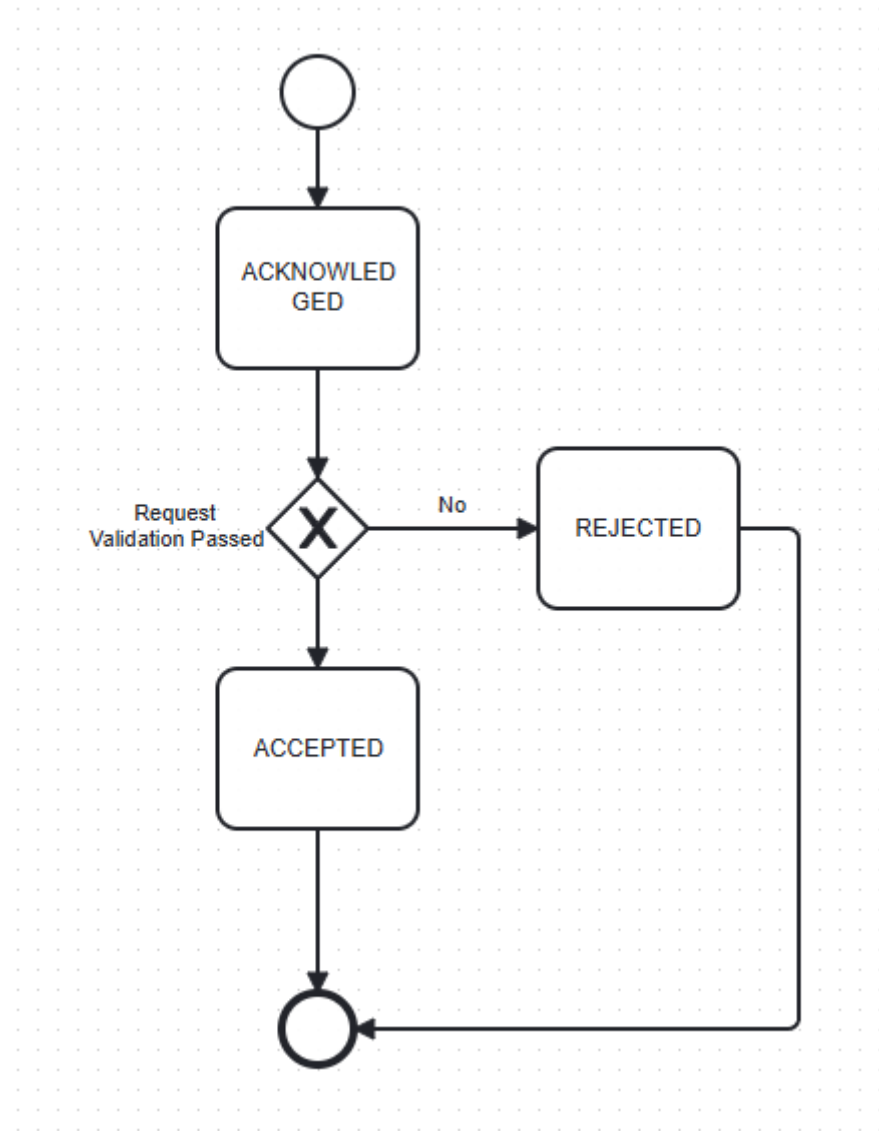 ACKNOWLED
GED
Request
Validation Passed
X
No
REJECTED
ACCEPTED